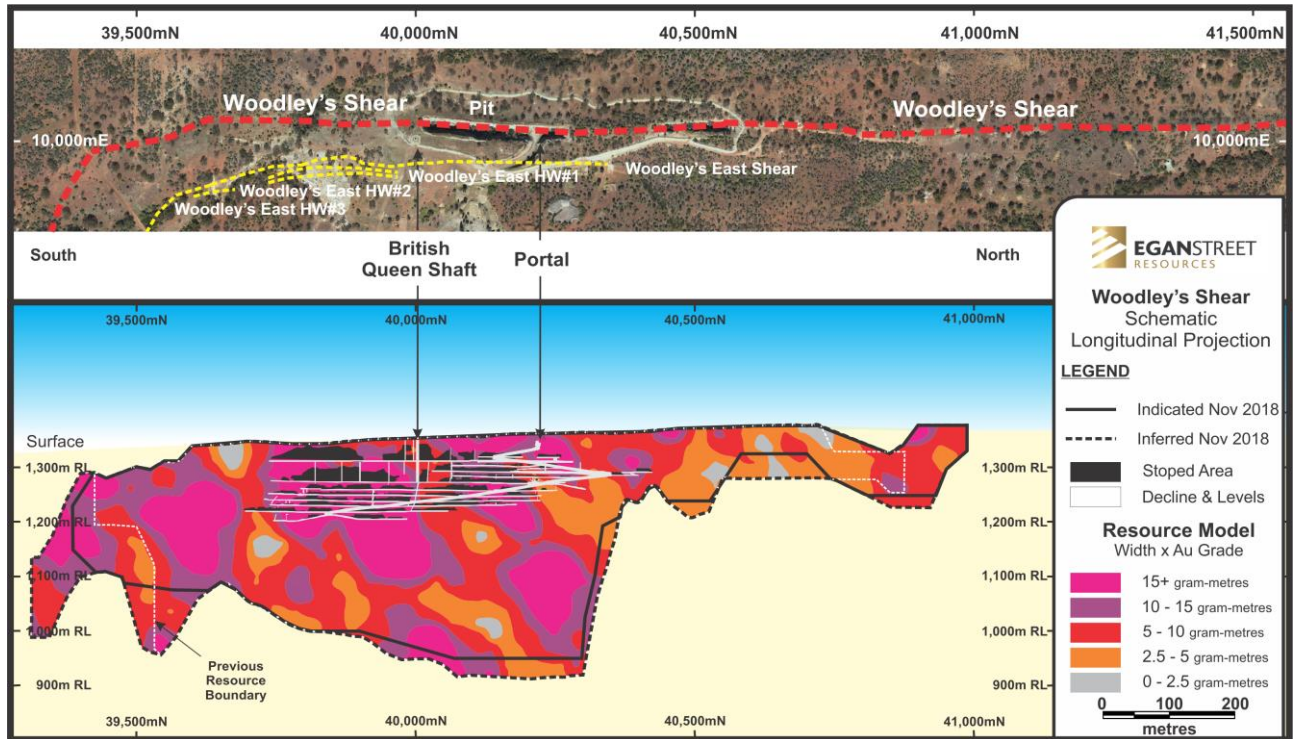 39,500mN
40,000mN
40,500mN
41,000mN
41,500mN
Woodley's Shear
Pit
Woodley's Shear
10,000mE
10,000mE
Woodley's East Shear
Woodley's East HW#1
Woodley's East HW#2
Woodley's East HW#3
South
British
Queen Shaft
Portal
North
39,500mN
40,000mN
40,500mN
41,000mN
Surface
1,300m RL
1,200m RL
1,100m RL
1,000m RL
900m RL
1,300m RL
1,200m RL
1,100m RL
1,000m RL
900m RL
Previous
Resource
Boundary
39,500mN
40,000mN
40,500mN
41,000mN
EGANSTREET
RESOURCES
Woodley's Shear
Schematic
Longitudinal Projection
LEGEND
Indicated Nov 2018
Inferred Nov 2018
Stoped Area
Decline & Levels
Resource Model
Width x Au Grade
15+ gram-metres
10 - 15 gram-metres
5 - 10 gram-metres
2.5 - 5 gram-metres
0 - 2.5 gram-metres
0 100 200
metres